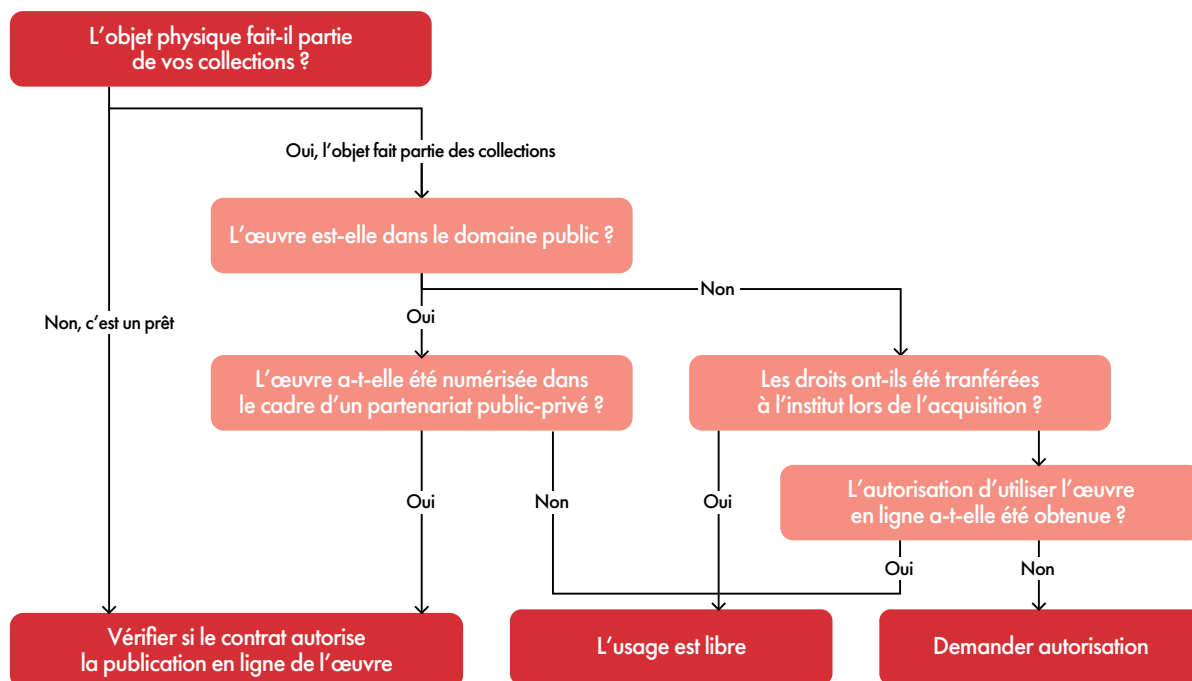 L’objet physique fait-il partie
de vos collections ?
Oui, l’objet fait partie des collections
L’œuvre est-elle dans le domaine public ?
Non
Oui
Non, c’est un prêt
L’œuvre a-t-elle été numérisée dans
le cadre d’un partenariat public-privé ?
Les droits ont-ils été tranférées
à l’institut lors de l’acquisition ?
Oui
Non
Oui
L’autorisation d’utiliser l’œuvre
en ligne a-t-elle été obtenue ?
Oui
Non
Vérifier si le contrat autorise
la publication en ligne de l’œuvre
L’usage est libre
Demander autorisation